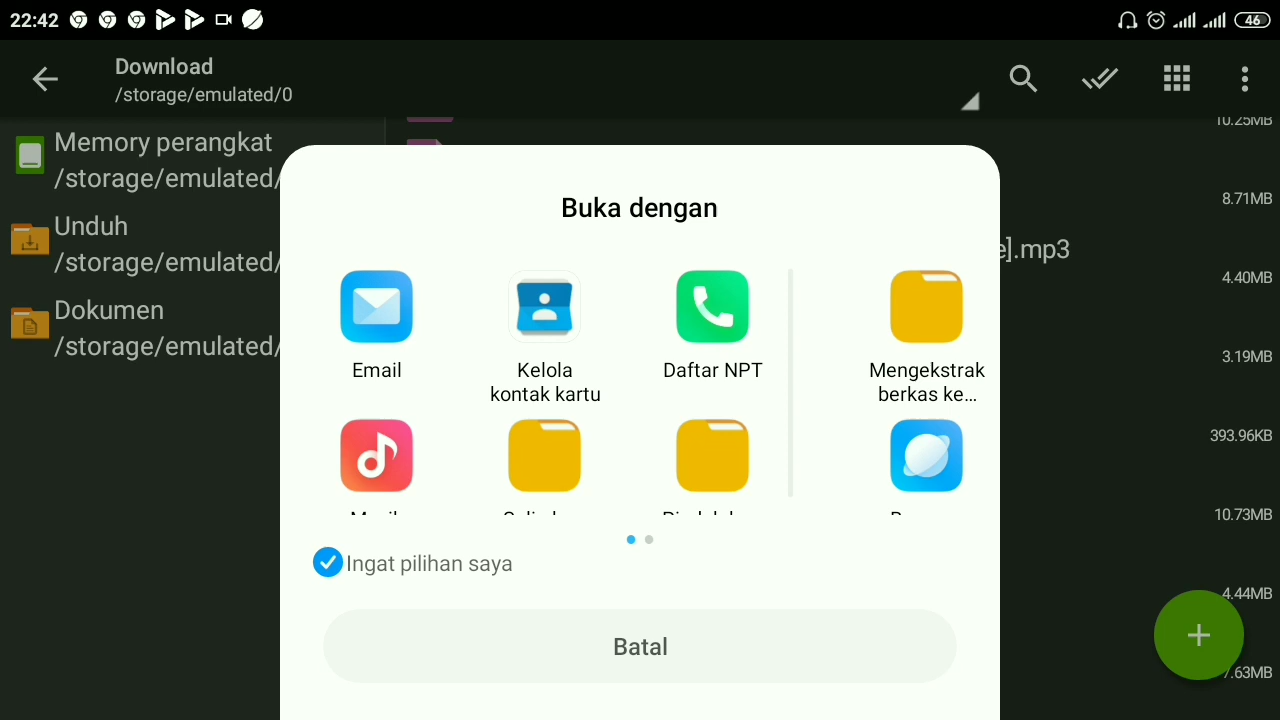 22:42
46
Download
/storage/emulated/0
10.25MB
Memory perangkat
/storage/emulated/
8.71MB
Unduh
/storage/emulated/
e].mp3
4.40MB
Dokumen
/storage/emulated/
3.19MB
393.96KB
10.73MB
4.44MB
7.63MB
Buka dengan
Email
Kelola
kontak kartu
Daftar NPT
Mengekstrak
berkas ke…
Ingat pilihan saya
Batal